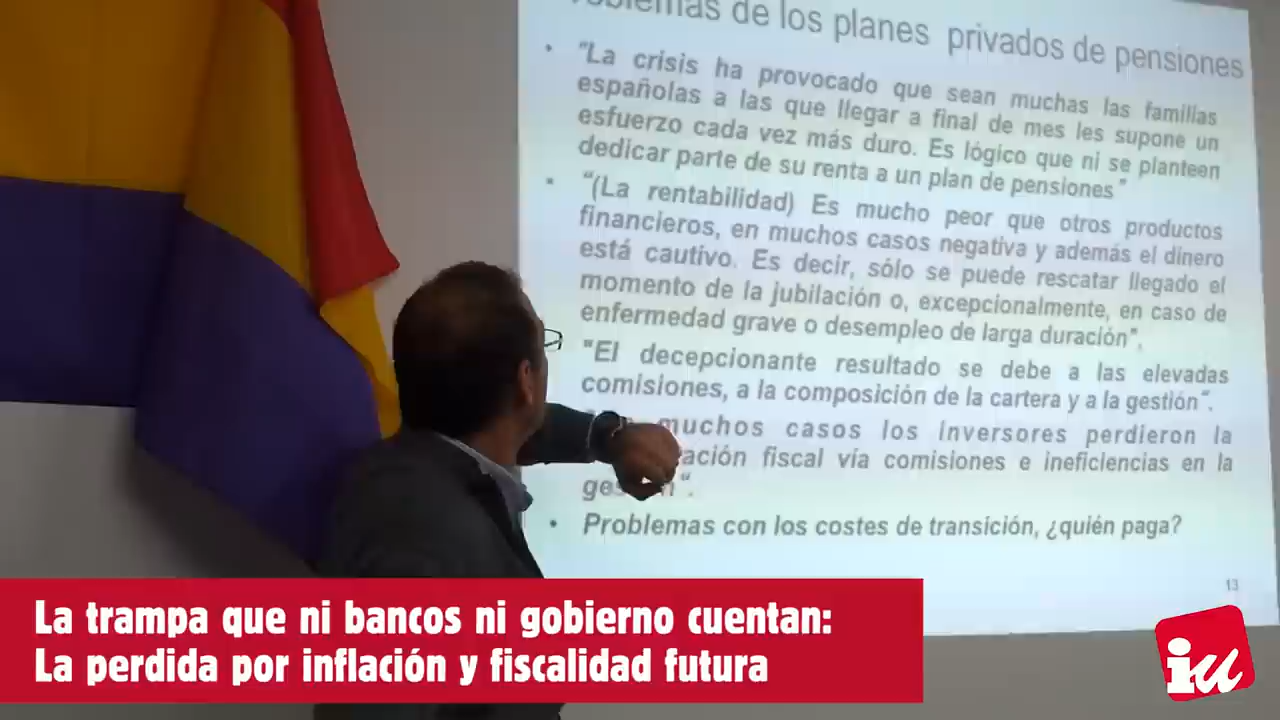 de los planes privados de pensiones
• "La crisis ha provocado que sean muchas las familias
españolas a las que llegar a final de mes les supone un
esfuerzo cada vez más duro. Es lógico que ni se planteen
dedicar parte de su renta a un plan de pensiones"
• "(La rentabilidad) Es mucho peor que otros productos
financieros, en muchos casos negativa y además el dinero
está cautivo. Es decir, sólo se puede rescatar llegado el
momento de la jubilación o, excepcionalmente, en caso de
enfermedad grave o desempleo de larga duración".
"El decepcionante resultado se debe a las elevadas
comisiones, a la composición de la cartera y a la gestión".
muchos casos los inversores perdieron la
fiscal vía comisiones e ineficiencias en la
• Problemas con los costes de transición, ¿quién paga?
13
La trampa que ni bancos ni gobierno cuentan:
La perdida por inflación y fiscalidad futura
iu